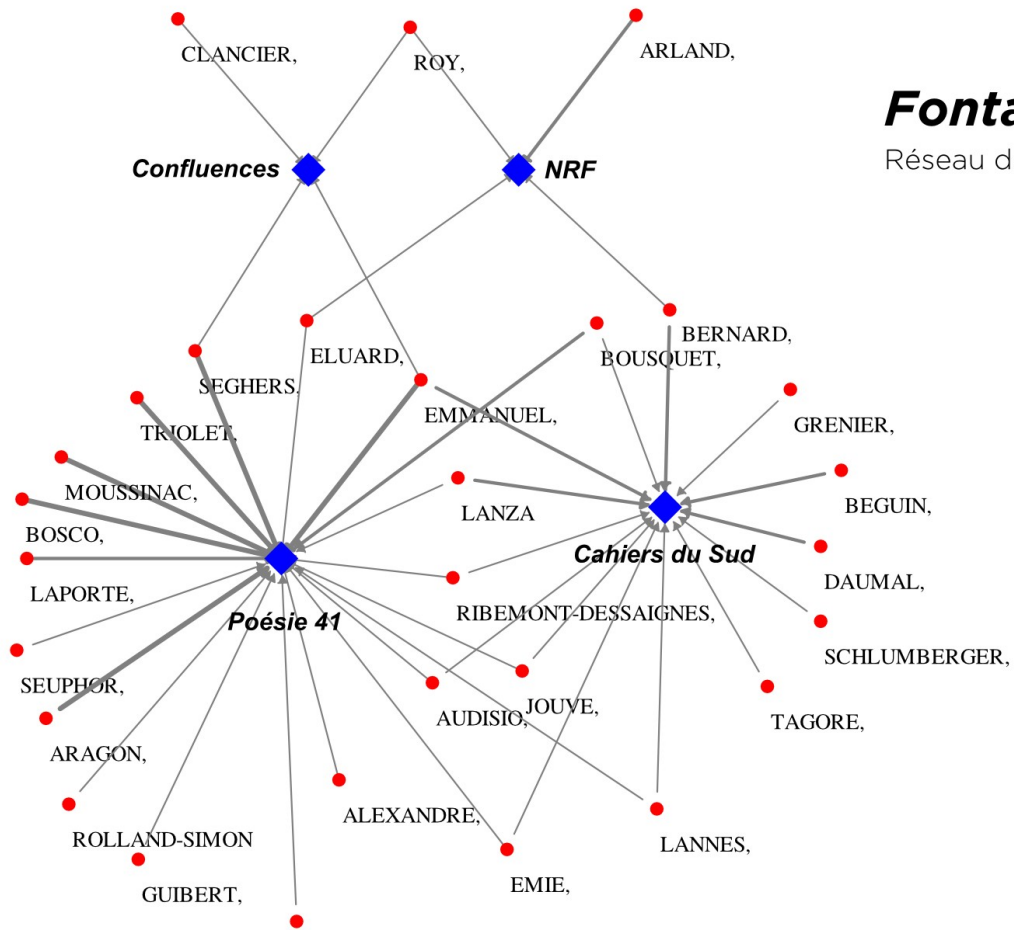 CLANCIER,
ROY,
ARLAND,
Fonta
Réseau d
Confluences
NRF
ELUARD,
BERNARD,
BOUSQUET,
SEGHERS.
EMMANUEL,
GRENIER,
TRIOLET,
MOUSSINAC,
LANZA
BEGUIN,
BOSCO,
Cahiers du Sud
DAUMAL,
LAPORTE,
RIBEMONT-DESSAIGNES,
Poésie 41
SCHLUMBERGER,
SEUPHOR,
JOUVE,
AUDISIO,
TAGORE,
ARAGON,
ALEXANDRE,
ROLLAND-SIMON
LANNES,
EMIE,
GUIBERT,